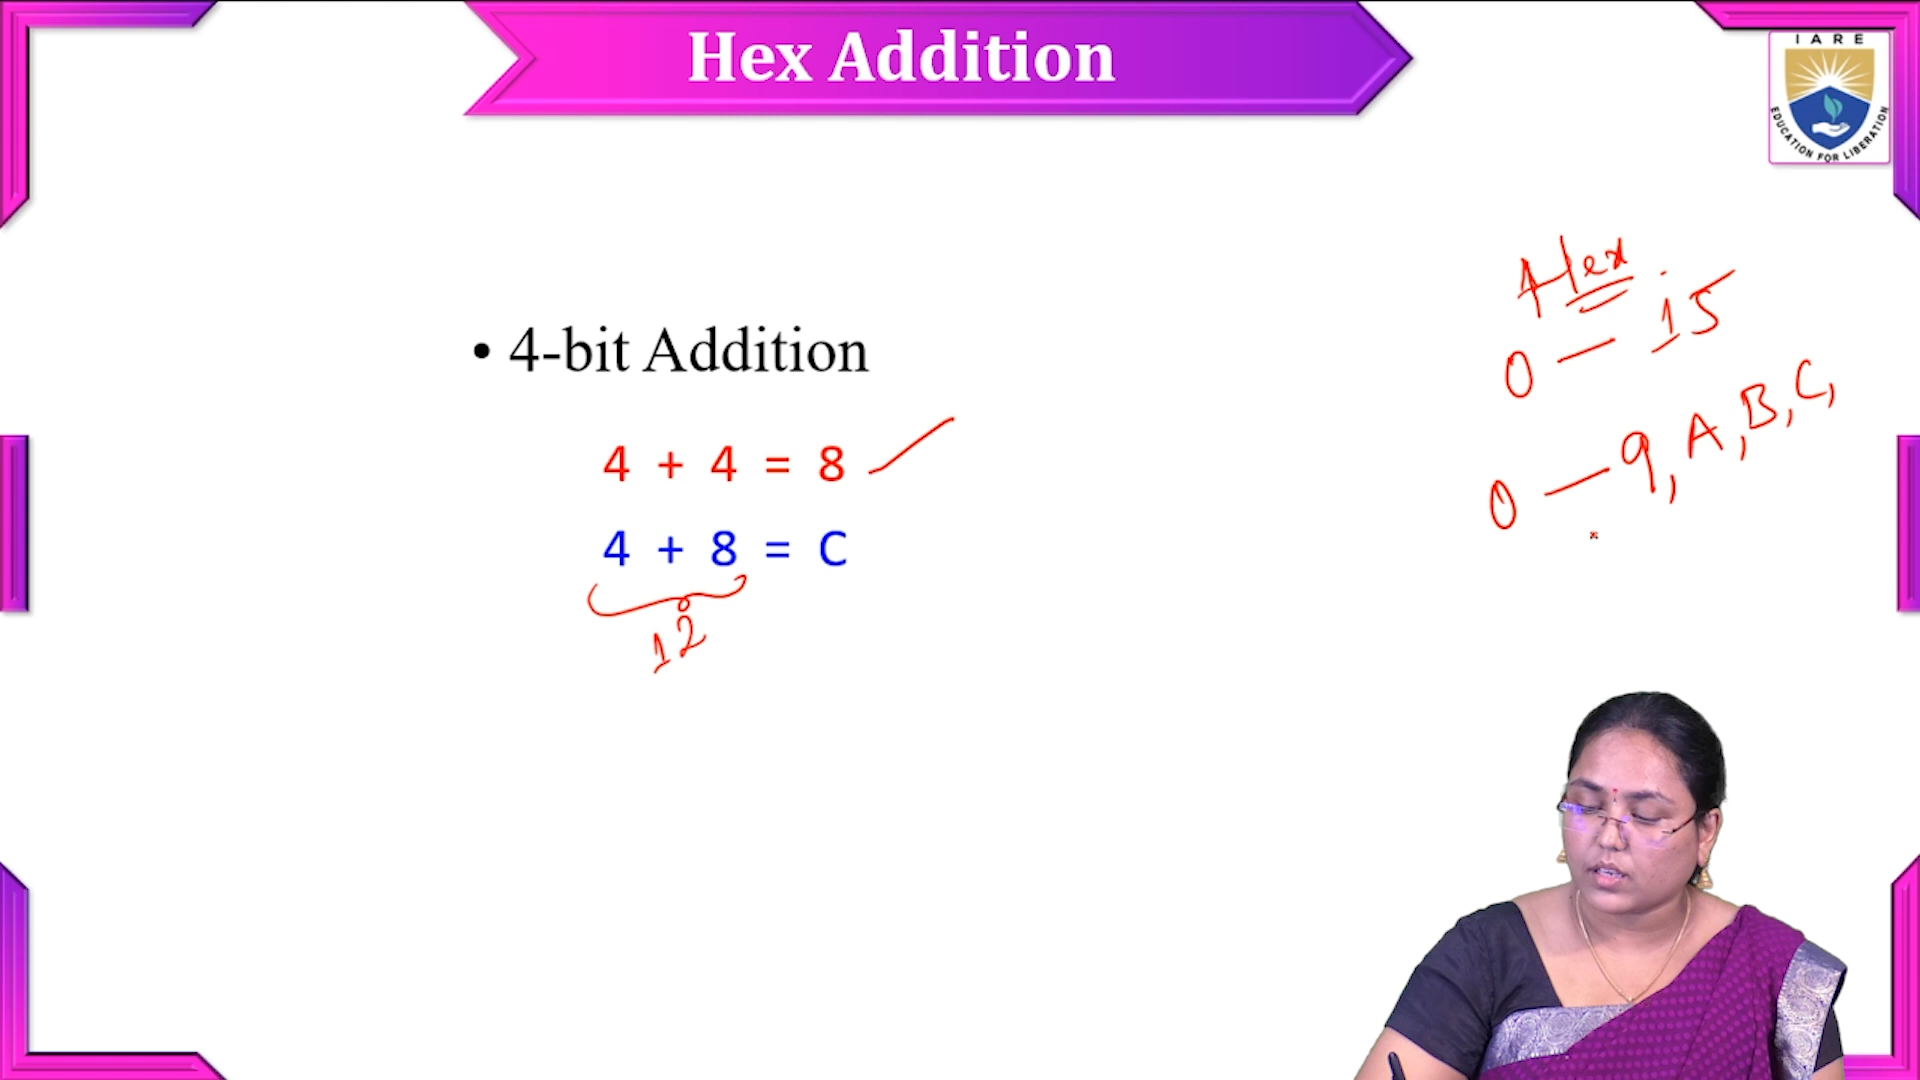 Hex Addition
IARE
EDUCATION FOR LIBERATION
Hex
0 — 15
• 4-bit Addition
0 — 9, A, B, C,
4 + 4 = 8
4 + 8 = C
12